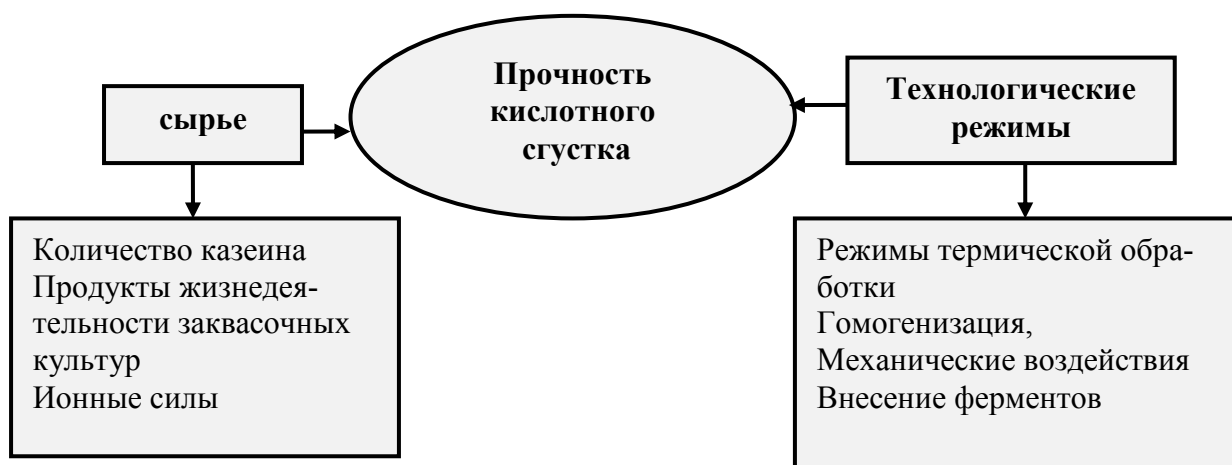 Прочность
кислотного
сгустка
сырье
Технологические
режимы
Количество казеина
Продукты жизнедея-
тельности заквасочных
культур
Ионные силы
Режимы термической обра-
ботки
Гомогенизация,
Механические воздействия
Внесение ферментов